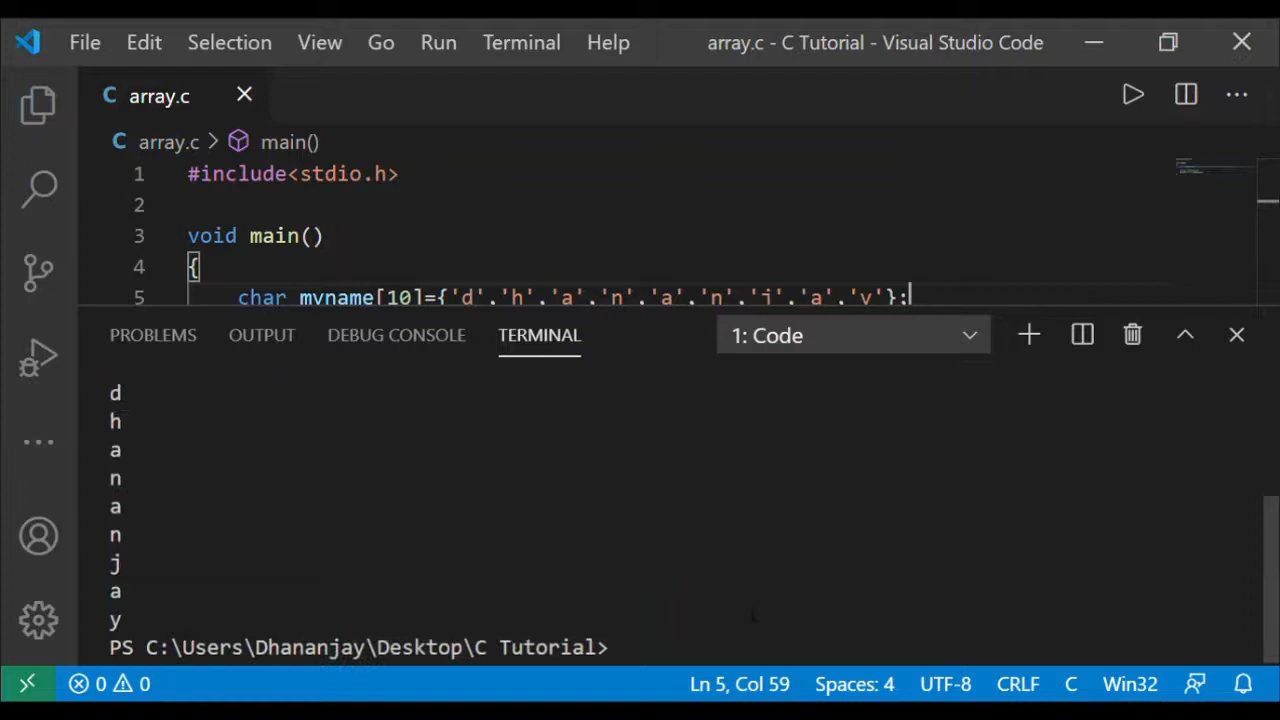 File Edit Selection View Go Run Terminal Help array.c - C Tutorial - Visual Studio Code
C array.c
C array.c > main()
1 #include<stdio.h>
2
3 void main()
4 {
5 char myname[10]={'d','h','a','n','a','n','j','a','y'};
PROBLEMS OUTPUT DEBUG CONSOLE TERMINAL 1: Code
d
h
a
n
a
n
j
a
y
PS C:\Users\Dhananjay\Desktop\C Tutorial>
0 0 Ln 5, Col 59 Spaces: 4 UTF-8 CRLF C Win32